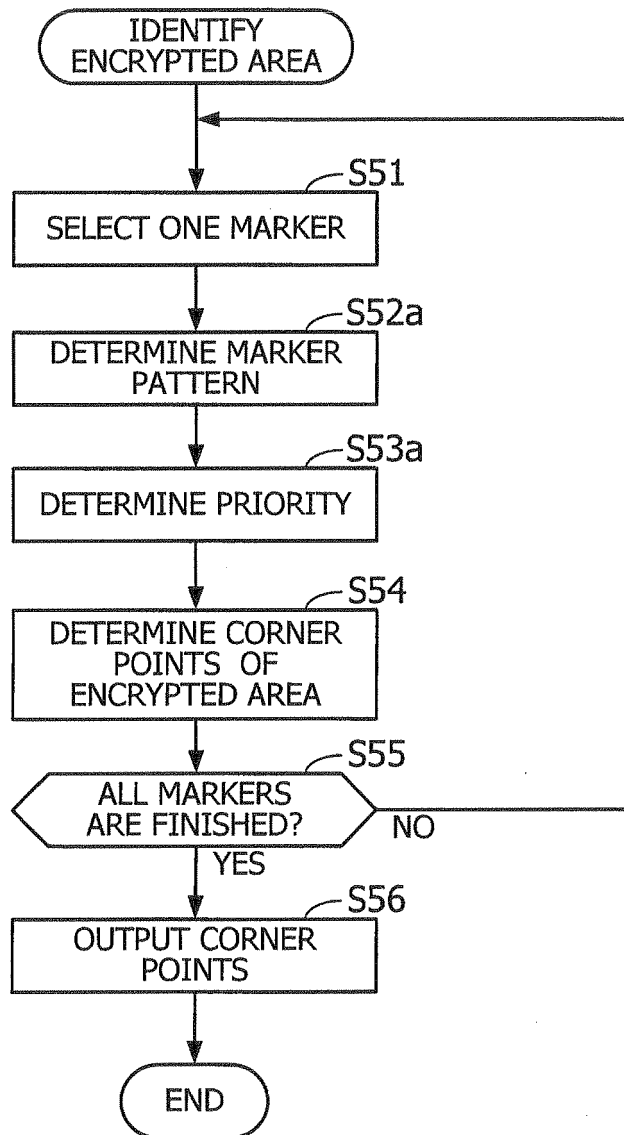 IDENTIFY
ENCRYPTED AREA
S51
SELECT ONE MARKER
S52a
DETERMINE MARKER
PATTERN
S53a
DETERMINE PRIORITY
S54
DETERMINE CORNER
POINTS OF
ENCRYPTED AREA
S55
ALL MARKERS
ARE FINISHED?
NO
YES
S56
OUTPUT CORNER
POINTS
END